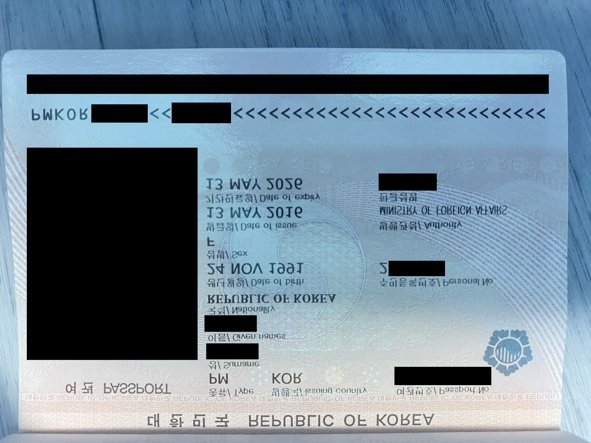 대한민국 REPUBLIC OF KOREA
여권 PASSPORT
종류/ Type 발행국/ Issuing country 여권번호/ Passport No.
PM KOR
성/ Surname
이름/ Given names
국적/ Nationality
REPUBLIC OF KOREA
생년월일/ Date of birth 주민등록번호/ Personal No.
24 NOV 1991 2
성별/ Sex
F
발급일/ Date of issue 발행관청/ Authority
13 MAY 2016 MINISTRY OF FOREIGN AFFAIRS
기간만료일/ Date of expiry 한글성명
13 MAY 2026
PMKOR <<<<<<<<<<<<<<<<<<<<<<<<<<<<<<